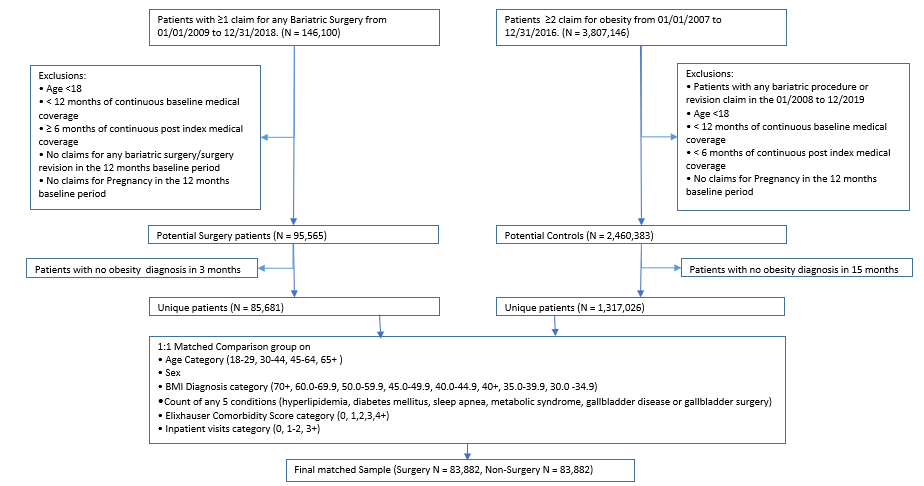 Patients with ≥1 claim for any Bariatric Surgery from
01/01/2009 to 12/31/2018. (N = 146,100)
Patients ≥2 claim for obesity from 01/01/2007 to
12/31/2016. (N = 3,807,146)
Exclusions:
• Age <18
• < 12 months of continuous baseline medical
coverage
• ≥ 6 months of continuous post index medical
coverage
• No claims for any bariatric surgery/surgery
revision in the 12 months baseline period
• No claims for Pregnancy in the 12 months
baseline period
Exclusions:
• Patients with any bariatric procedure or
revision claim in the 01/2008 to 12/2019
• Age <18
• < 12 months of continuous baseline medical
coverage
• < 6 months of continuous post index medical
coverage
• No claims for Pregnancy in the 12 months
baseline period
Potential Surgery patients (N = 95,565)
Potential Controls (N = 2,460,383)
Patients with no obesity diagnosis in 3 months
Patients with no obesity diagnosis in 15 months
Unique patients (N = 85,681)
Unique patients (N = 1,317,026)
1:1 Matched Comparison group on
• Age Category (18-29, 30-44, 45-64, 65+ )
• Sex
• BMI Diagnosis category (70+, 60.0-69.9, 50.0-59.9, 45.0-49.9, 40.0-44.9, 40+, 35.0-39.9, 30.0 -34.9)
•Count of any 5 conditions (hyperlipidemia, diabetes mellitus, sleep apnea, metabolic syndrome, gallbladder disease or gallbladder surgery)
• Elixhauser Comorbidity Score category (0, 1,2,3,4+)
• Inpatient visits category (0, 1-2, 3+)
Final matched Sample (Surgery N = 83,882, Non-Surgery N = 83,882)